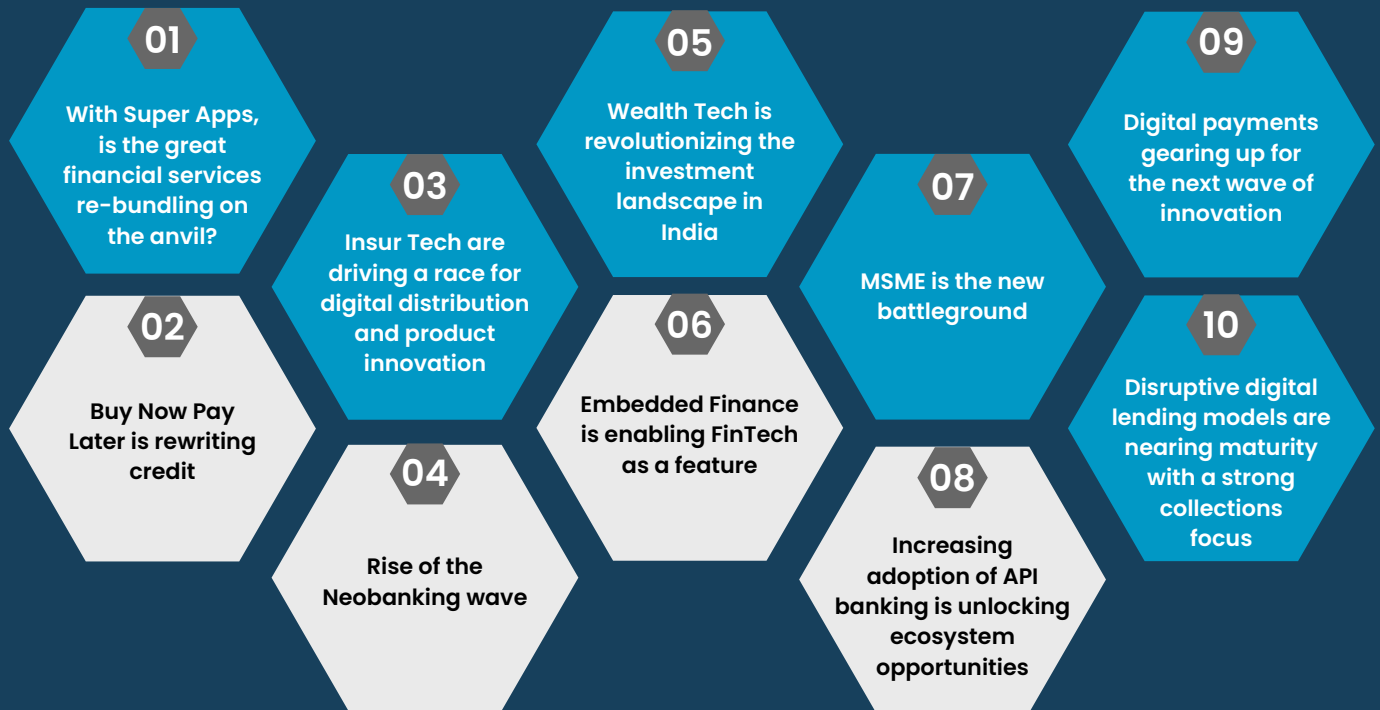 01
With Super Apps,
is the great
financial services
re-bundling on
the anvil?
02
Buy Now Pay
Later is rewriting
credit
03
Insur Tech are
driving a race for
digital distribution
and product
innovation
04
Rise of the
Neobanking wave
05
Wealth Tech is
revolutionizing the
investment
landscape in
India
06
Embedded Finance
is enabling FinTech
as a feature
07
MSME is the new
battleground
08
Increasing
adoption of API
banking is unlocking
ecosystem
opportunities
09
Digital payments
gearing up for
the next wave of
innovation
10
Disruptive digital
lending models are
nearing maturity
with a strong
collections
focus